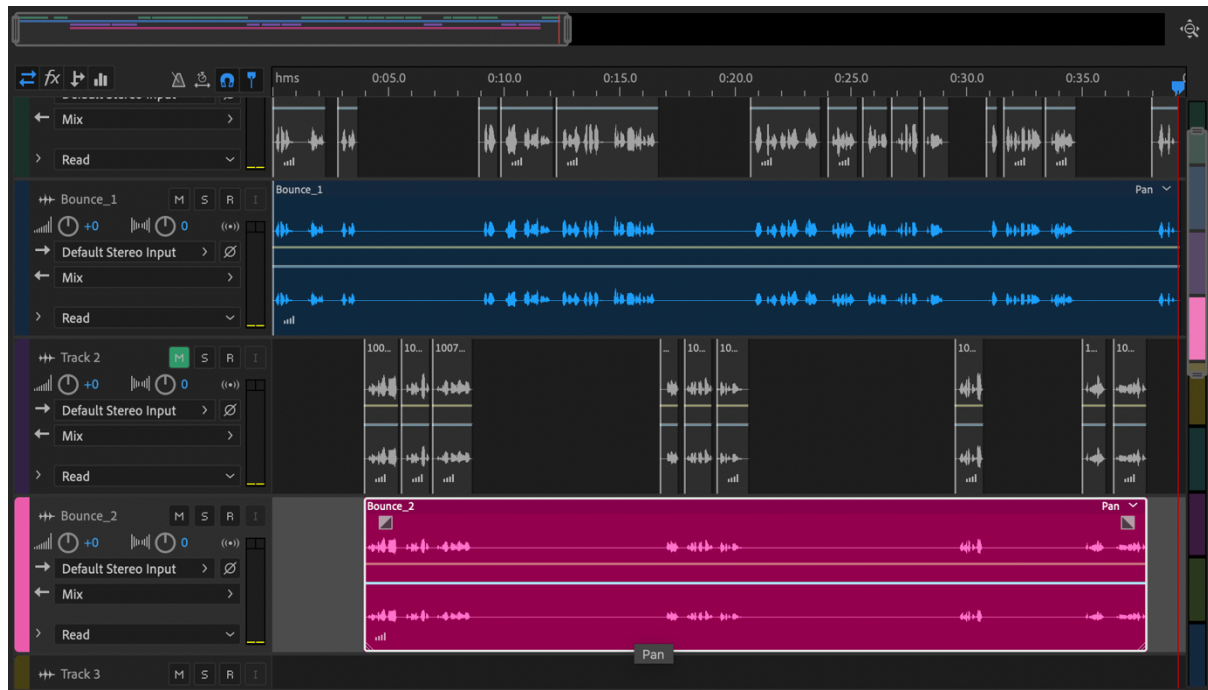 fx
hms 0:05.0 0:10.0 0:15.0 0:20.0 0:25.0 0:30.0 0:35.0
Mix
Read
Bounce_1 M S R I
+0 0
Default Stereo Input
Mix
Read
Bounce_1 Pan
Track 2 M S R I
+0 0
Default Stereo Input
Mix
Read
100... 10... 1007... ... 10... 10... 10... 1... 10...
Bounce_2 M S R I
+0 0
Default Stereo Input
Mix
Read
Bounce_2 Pan
Pan
Track 3 M S R I